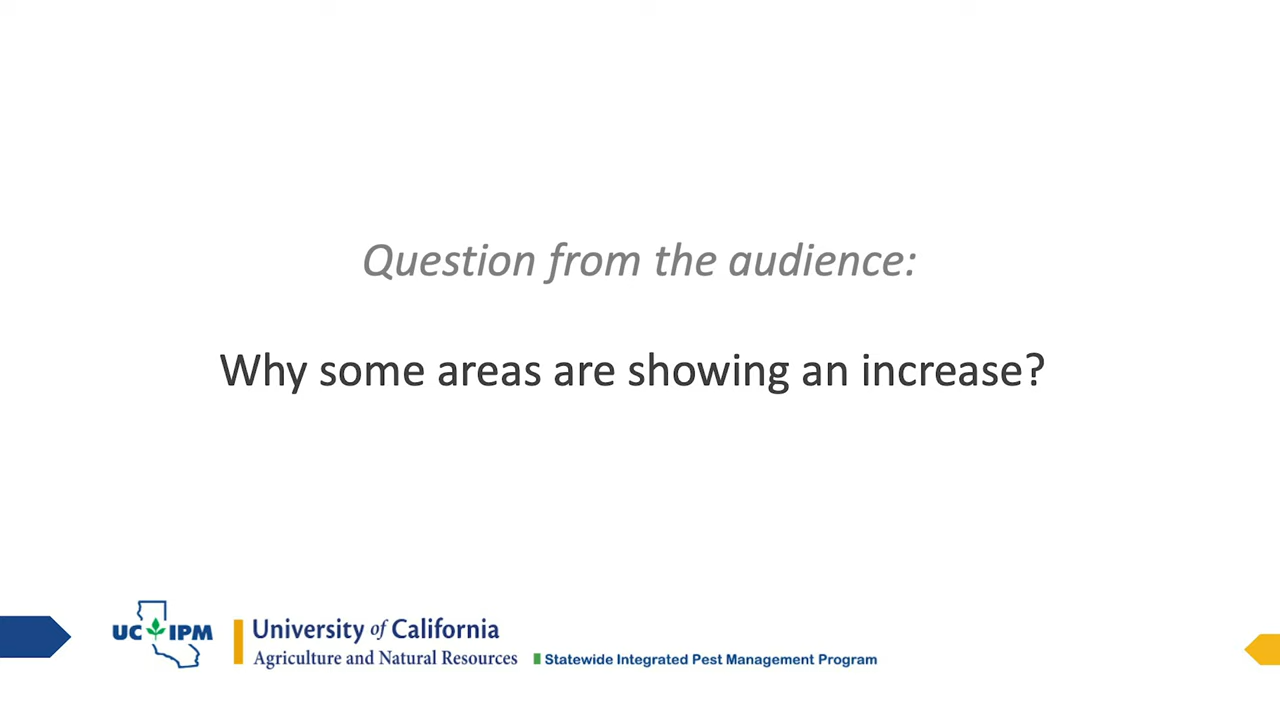 Question from the audience:
Why some areas are showing an increase?
UC IPM
University of California
Agriculture and Natural Resources
Statewide Integrated Pest Management Program